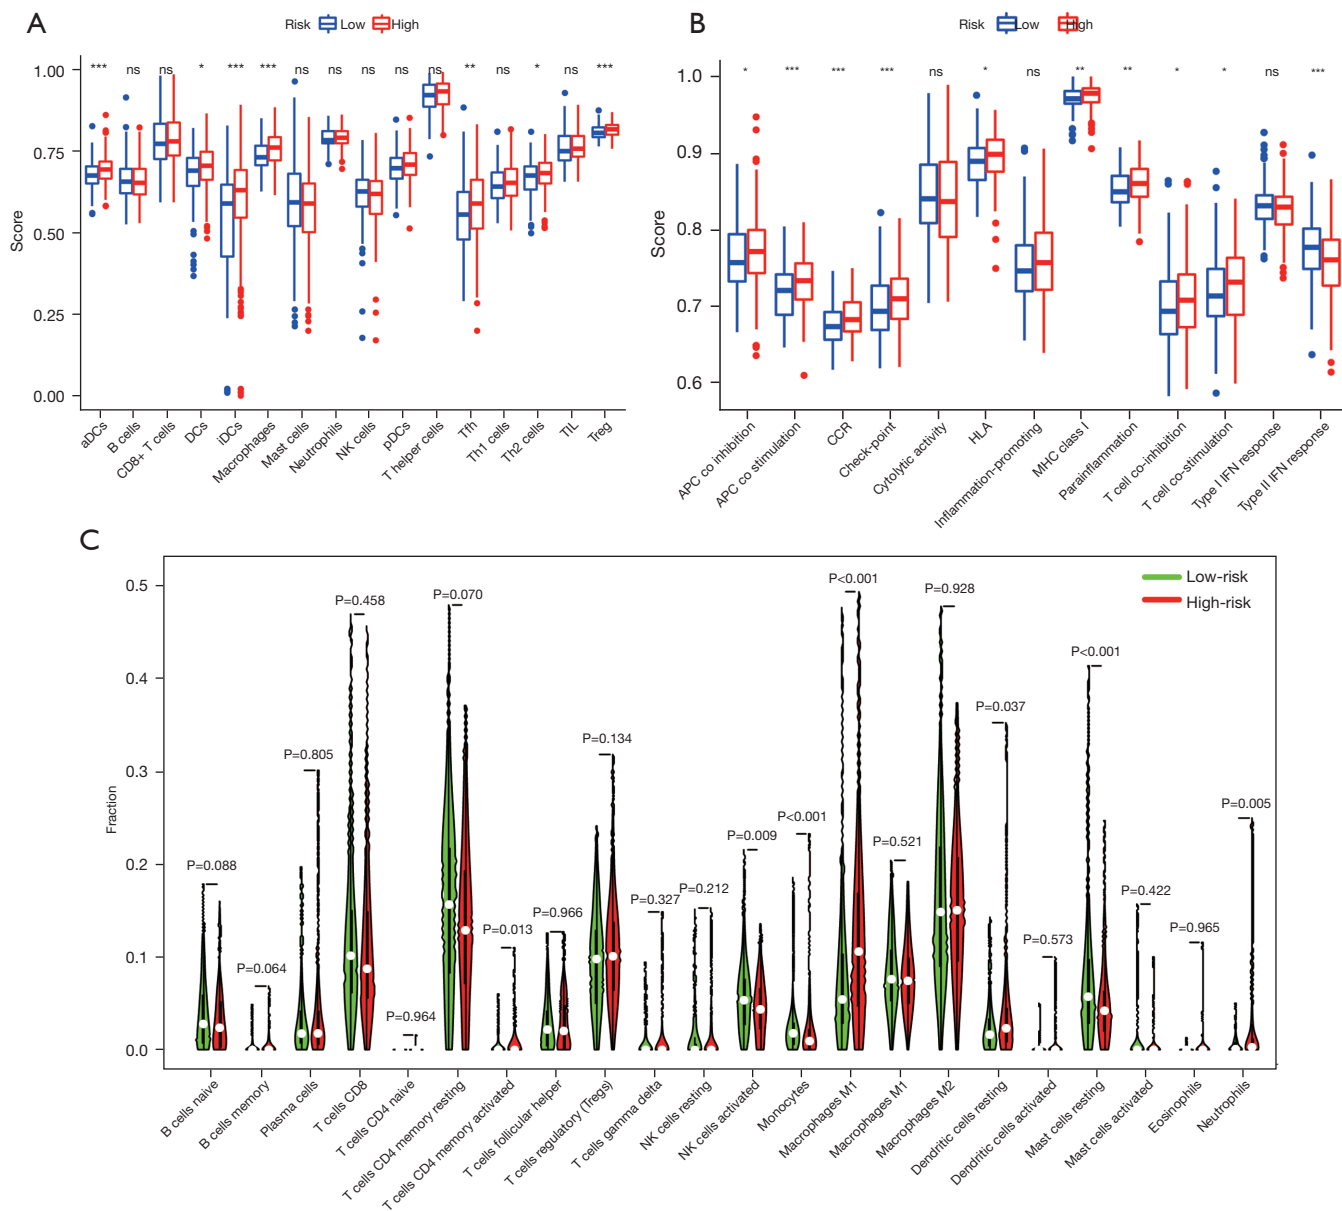 A
Risk Low High
Score
1.00
0.75
0.50
0.25
0.00
*** ns ns * *** *** ns ns ns ns ns ** ns * ns ***
aDCs
B cells
CD8+ T cells
DCs
iDCs
Macrophages
Mast cells
Neutrophils
NK cells
pDCs
T helper cells
Tfh
Th1 cells
Th2 cells
TIL
Treg
B
Risk Low High
Score
1.0
0.9
0.8
0.7
0.6
* *** *** *** ns * ns ** ** * * ns ***
APC co inhibition
APC co stimulation
CCR
Check-point
Cytolytic activity
HLA
Inflammation-promoting
MHC class I
Parainflammation
T cell co-inhibition
T cell co-stimulation
Type I IFN response
Type II IFN response
C
Fraction
0.5
0.4
0.3
0.2
0.1
0.0
Low-risk
High-risk
P=0.088
P=0.064
P=0.805
P=0.458
P=0.964
P=0.070
P=0.013
P=0.966
P=0.134
P=0.327
P=0.212
P=0.009
P<0.001
P<0.001
P=0.521
P=0.928
P=0.037
P=0.573
P<0.001
P=0.422
P=0.965
P=0.005
B cells naive
B cells memory
Plasma cells
T cells CD8
T cells CD4 naive
T cells CD4 memory resting
T cells CD4 memory activated
T cells follicular helper
T cells regulatory (Tregs)
T cells gamma delta
NK cells resting
NK cells activated
Monocytes
Macrophages M1
Macrophages M1
Macrophages M2
Dendritic cells resting
Dendritic cells activated
Mast cells resting
Mast cells activated
Eosinophils
Neutrophils